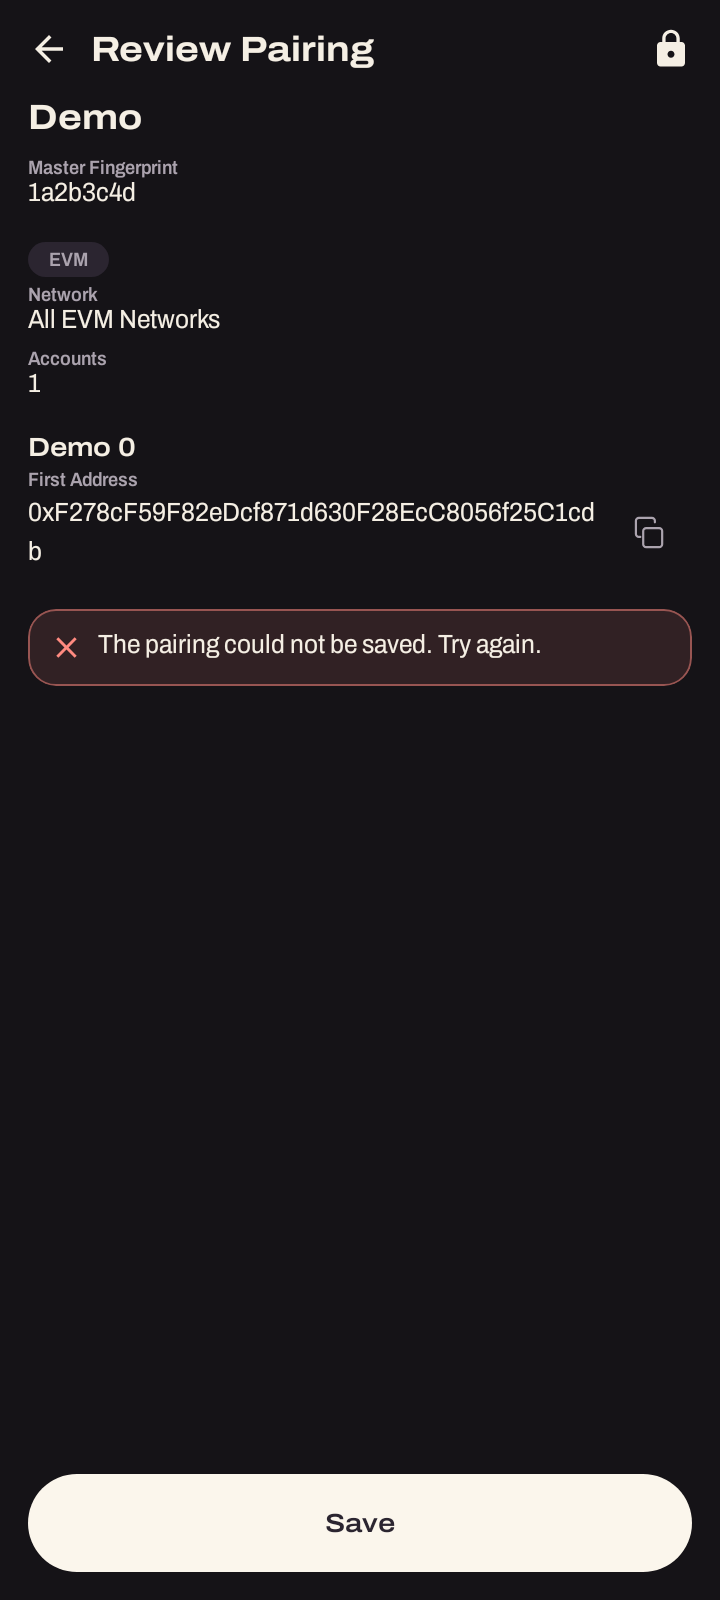 Review Pairing
Demo
Master Fingerprint
1a2b3c4d
EVM
Network
All EVM Networks
Accounts
1
Demo 0
First Address
0xF278cF59F82eDcf871d630F28EcC8056f25C1cd
b
The pairing could not be saved. Try again.
Save